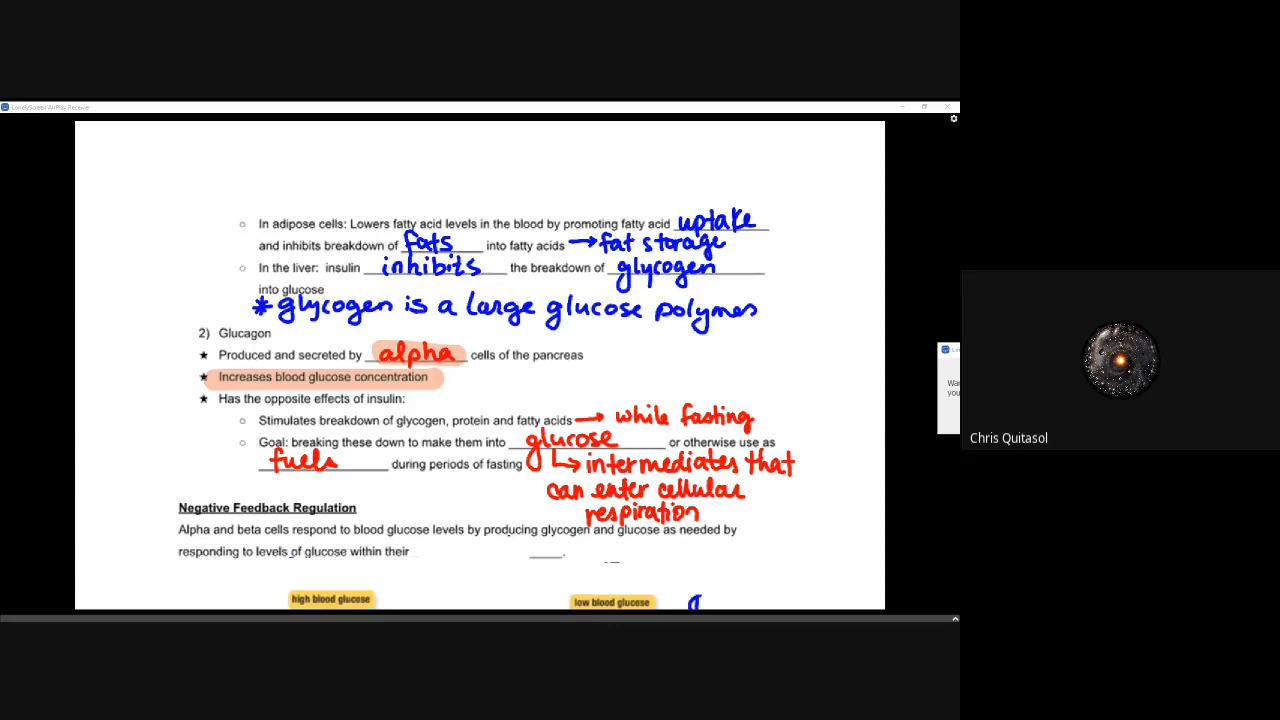 LonelyScreen AirPlay Receiver
○ In adipose cells: Lowers fatty acid levels in the blood by promoting fatty acid uptake
and inhibits breakdown of fats into fatty acids → fat storage
○ In the liver: insulin inhibits the breakdown of glycogen
into glucose
* glycogen is a large glucose polymer
2) Glucagon
★ Produced and secreted by alpha cells of the pancreas
★ Increases blood glucose concentration
★ Has the opposite effects of insulin:
○ Stimulates breakdown of glycogen, protein and fatty acids → while fasting
○ Goal: breaking these down to make them into glucose or otherwise use as
fuels during periods of fasting ↳ intermediates that
can enter cellular
respiration
Negative Feedback Regulation
Alpha and beta cells respond to blood glucose levels by producing glycogen and glucose as needed by
responding to levels of glucose within their _____.
high blood glucose
low blood glucose
Chris Quitasol